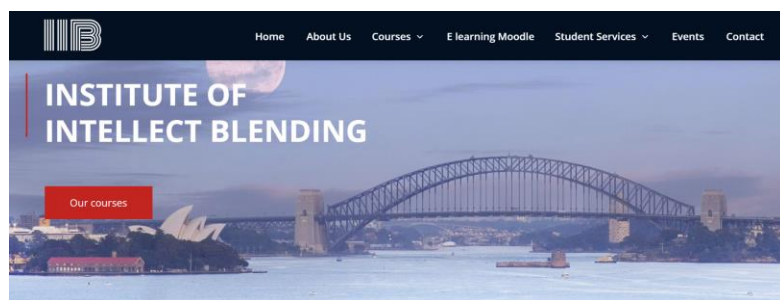 IIB
Home
About Us
Courses
E learning Moodle
Student Services
Events
Contact
INSTITUTE OF
INTELLECT BLENDING
Our courses